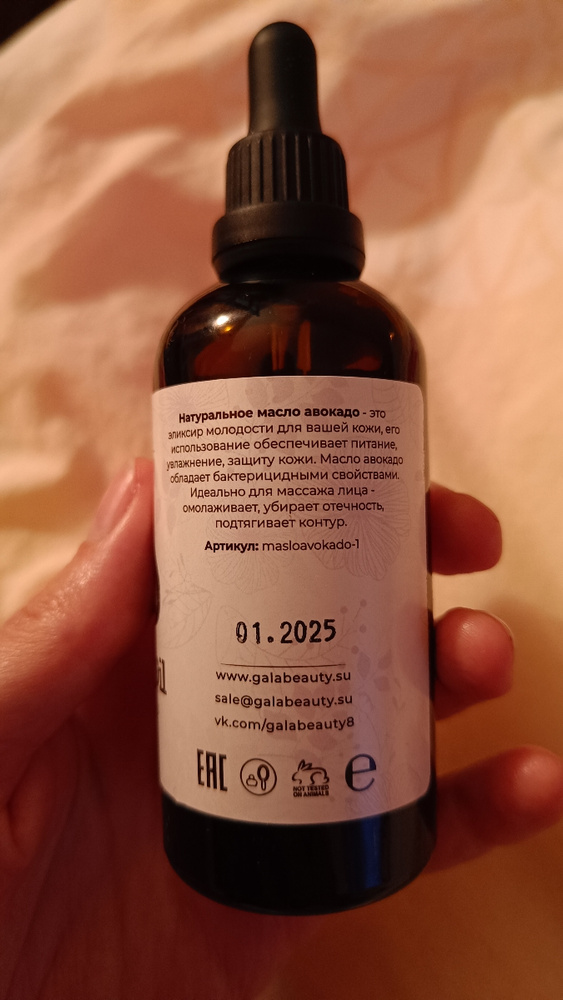 Натуральное масло авокадо - это
эликсир молодости для вашей кожи, его
использование обеспечивает питание,
увлажнение, защиту кожи. Масло авокадо
обладает бактерицидными свойствами.
Идеально для массажа лица -
омолаживает, убирает отечность,
подтягивает контур.
Артикул: masloavokado-1
01.2025
www.galabeauty.su
sale@galabeauty.su
vk.com/galabeauty8
EAC
NOT TESTED
ON ANIMALS
e